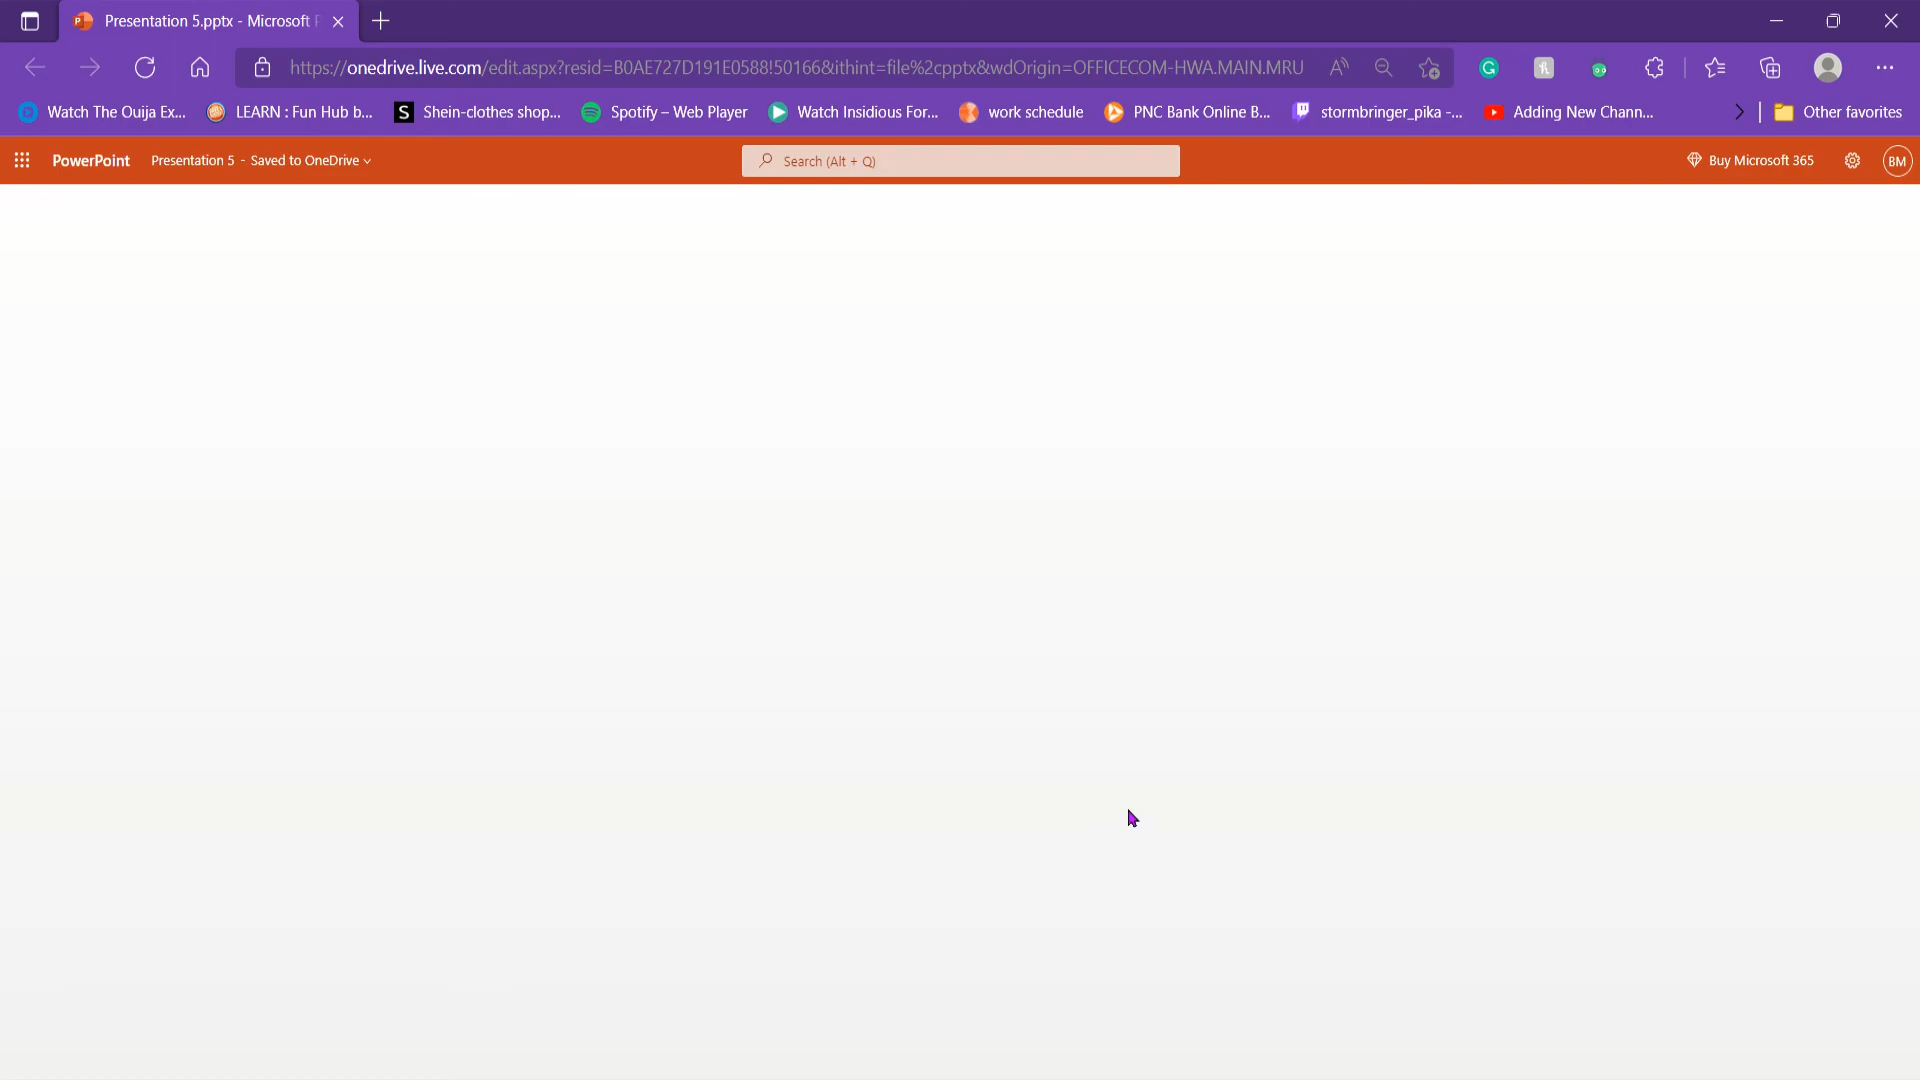 Presentation 5.pptx - Microsoft P
https://onedrive.live.com/edit.aspx?resid=B0AE727D191E0588!50166&ithint=file%2cpptx&wdOrigin=OFFICECOM-HWA.MAIN.MRU
Watch The Ouija Ex... LEARN : Fun Hub b... Shein-clothes shop... Spotify – Web Player Watch Insidious For... work schedule PNC Bank Online B... stormbringer_pika -... Adding New Chann... Other favorites
PowerPoint Presentation 5 - Saved to OneDrive Search (Alt + Q) Buy Microsoft 365 BM